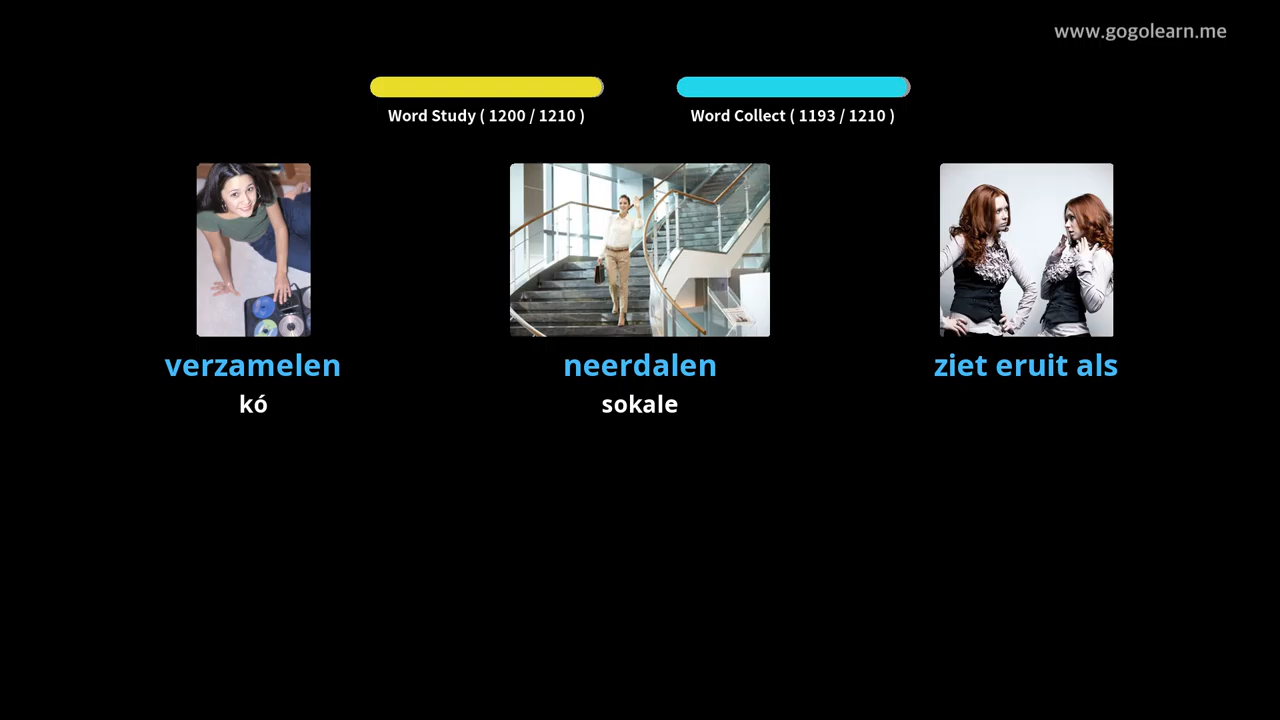 www.gogolearn.me
Word Study ( 1200 / 1210 )
Word Collect ( 1193 / 1210 )
verzamelen
neerdalen
ziet eruit als
kó
sokale